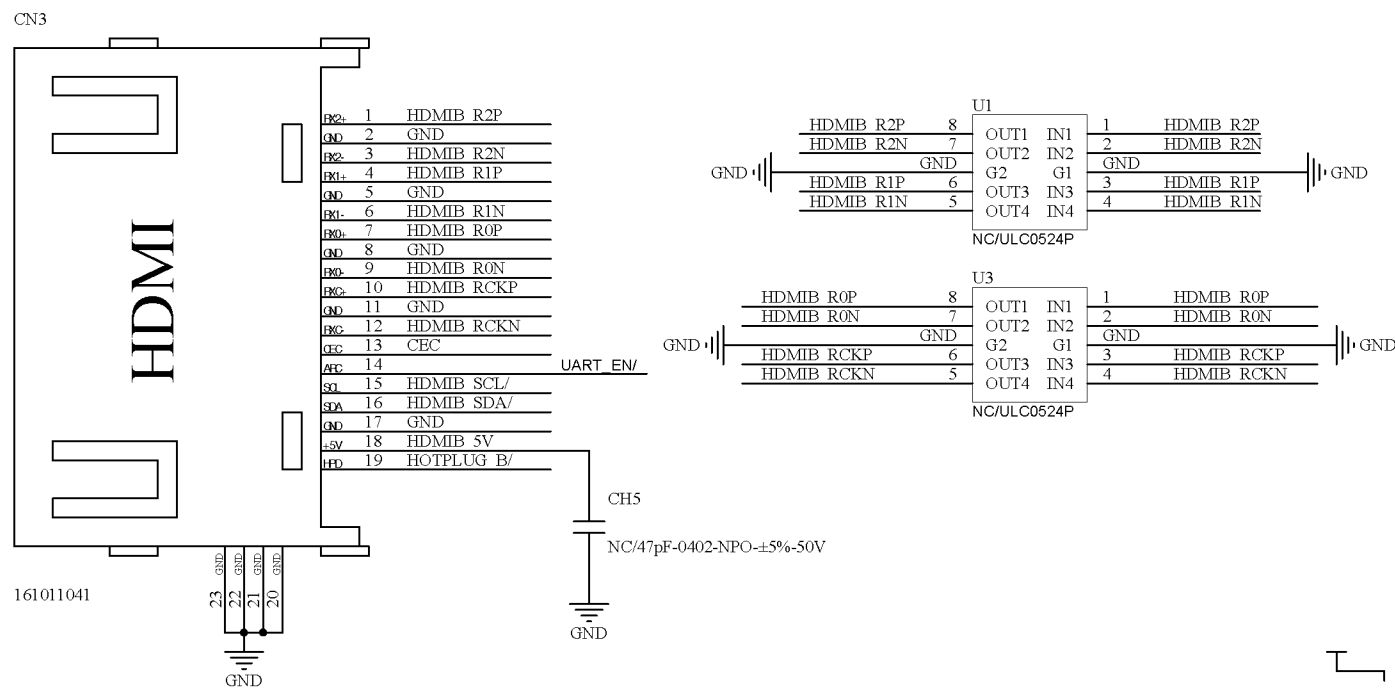 CN3
HDMI
RX2+ 1 HDMIB R2P
GND 2 GND
RX2- 3 HDMIB R2N
RX1+ 4 HDMIB R1P
GND 5 GND
RX1- 6 HDMIB R1N
RX0+ 7 HDMIB R0P
GND 8 GND
RX0- 9 HDMIB R0N
RXC+ 10 HDMIB RCKP
GND 11 GND
RXC- 12 HDMIB RCKN
CEC 13 CEC
ARC 14 UART_EN/
SCL 15 HDMIB SCL/
SDA 16 HDMIB SDA/
GND 17 GND
+5V 18 HDMIB 5V
HPD 19 HOTPLUG B/
CH5
NC/47pF-0402-NPO-±5%-50V
GND
GND GND GND GND
23 22 21 20
GND
161011041
U1
HDMIB R2P 8 OUT1 IN1 1 HDMIB R2P
HDMIB R2N 7 OUT2 IN2 2 HDMIB R2N
GND GND G2 G1 GND GND
HDMIB R1P 6 OUT3 IN3 3 HDMIB R1P
HDMIB R1N 5 OUT4 IN4 4 HDMIB R1N
NC/ULC0524P
U3
HDMIB R0P 8 OUT1 IN1 1 HDMIB R0P
HDMIB R0N 7 OUT2 IN2 2 HDMIB R0N
GND GND G2 G1 GND GND
HDMIB RCKP 6 OUT3 IN3 3 HDMIB RCKP
HDMIB RCKN 5 OUT4 IN4 4 HDMIB RCKN
NC/ULC0524P